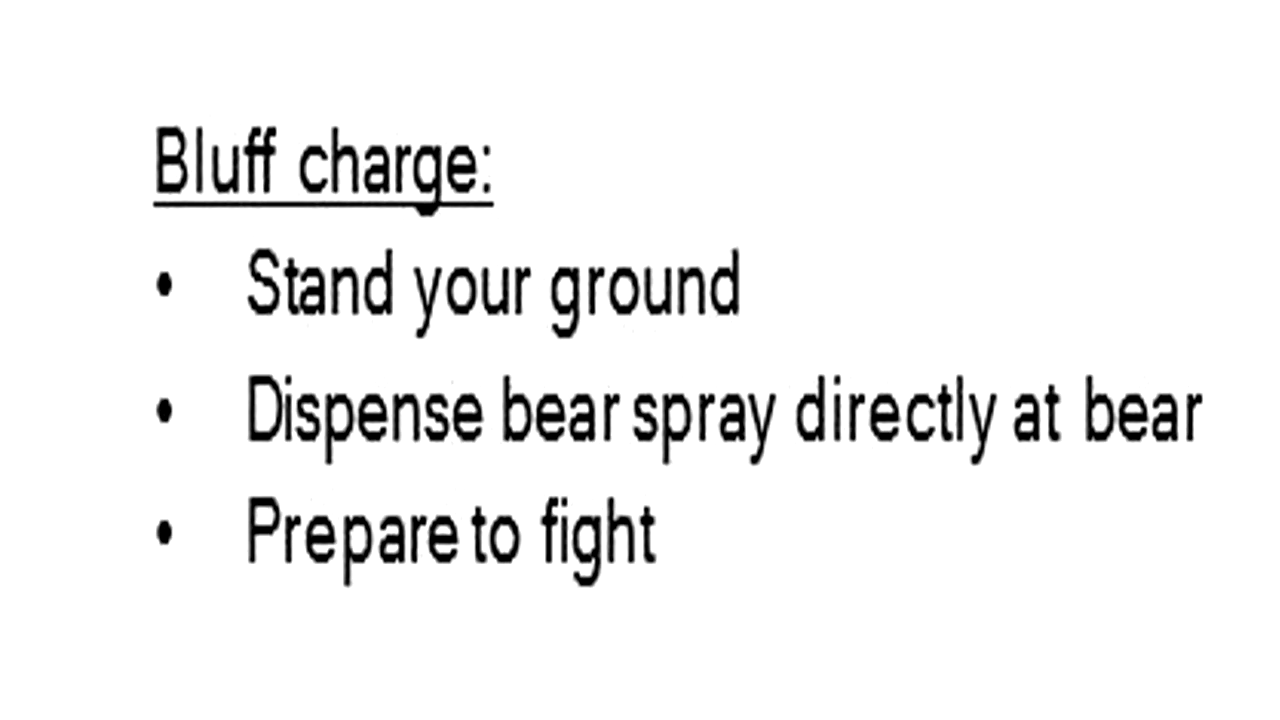 Bluff charge:
• Stand your ground
• Dispense bear spray directly at bear
• Prepare to fight